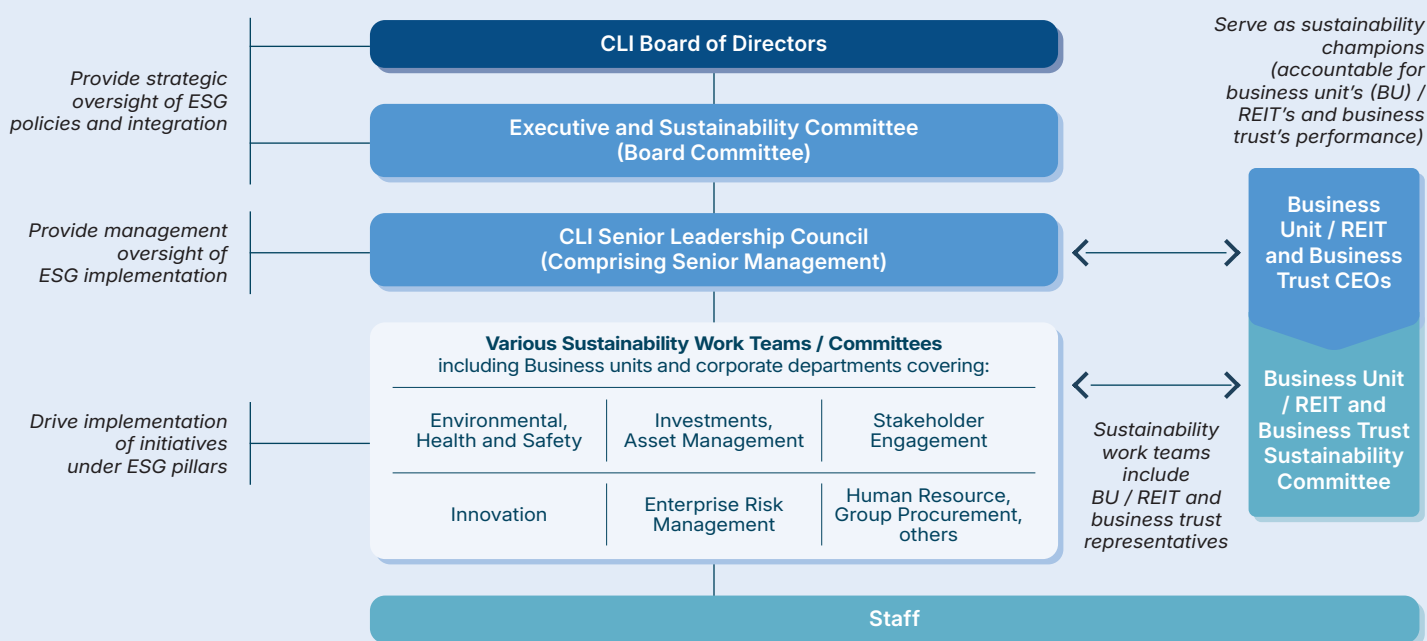 CLI Board of Directors
Provide strategic
oversight of ESG
policies and integration
Executive and Sustainability Committee
(Board Committee)
Serve as sustainability
champions
(accountable for
business unit's (BU) /
REIT's and business
trust's performance)
Provide management
oversight of
ESG implementation
CLI Senior Leadership Council
(Comprising Senior Management)
Business
Unit / REIT
and Business
Trust CEOs
Various Sustainability Work Teams / Committees
including Business units and corporate departments covering:
Drive implementation
of initiatives
under ESG pillars
Environmental,
Health and Safety
Investments,
Asset Management
Stakeholder
Engagement
Innovation
Enterprise Risk
Management
Human Resource,
Group Procurement,
others
Sustainability
work teams
include
BU / REIT and
business trust
representatives
Business Unit
/ REIT and
Business Trust
Sustainability
Committee
Staff